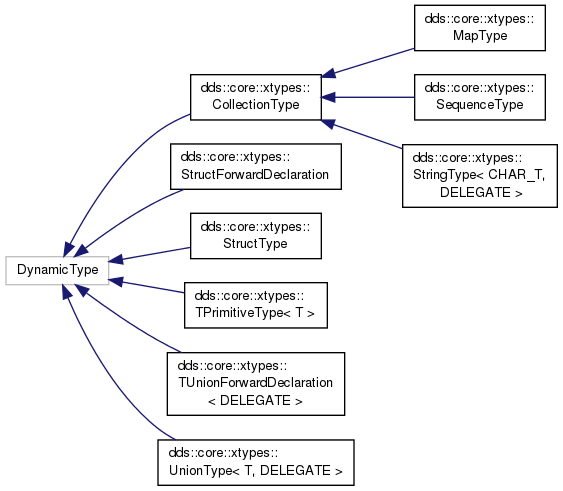 dds::core::xtypes::
MapType
dds::core::xtypes::
CollectionType
dds::core::xtypes::
SequenceType
dds::core::xtypes::
StringType< CHAR_T,
DELEGATE >
dds::core::xtypes::
StructForwardDeclaration
dds::core::xtypes::
StructType
DynamicType
dds::core::xtypes::
TPrimitiveType< T >
dds::core::xtypes::
TUnionForwardDeclaration
< DELEGATE >
dds::core::xtypes::
UnionType< T, DELEGATE >